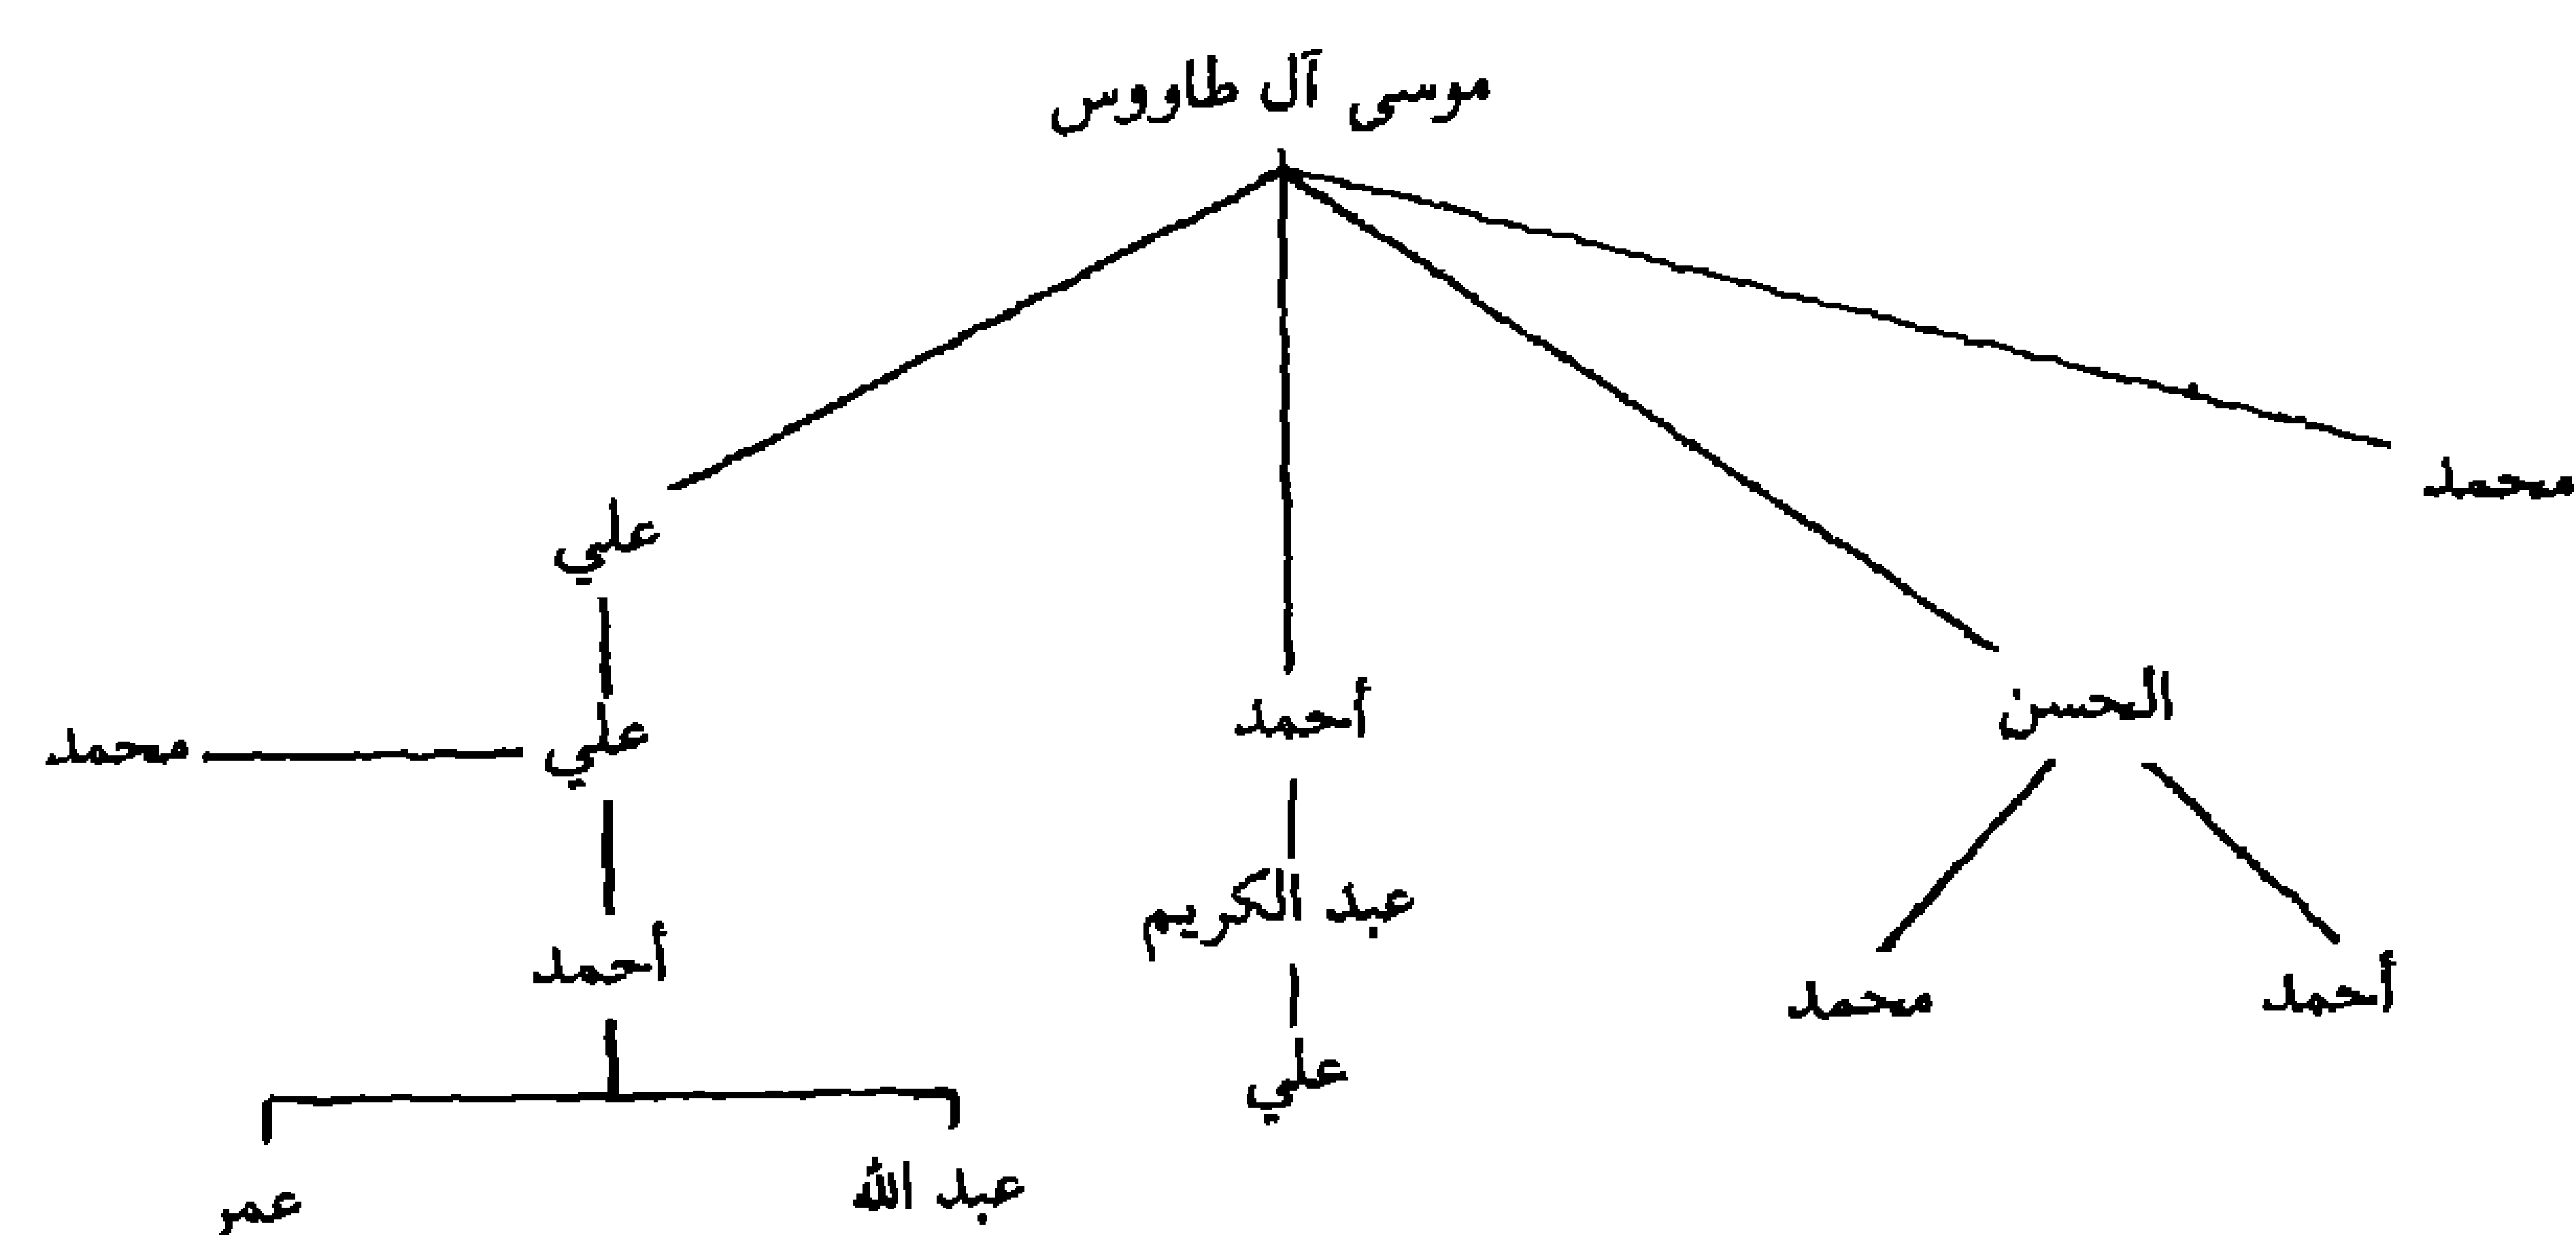 موسى آل طاووس
محمد
علي
الحسن
أحمد
علي
محمد
عبد الكريم
أحمد
أحمد
محمد
علي
عبد الله
عمر